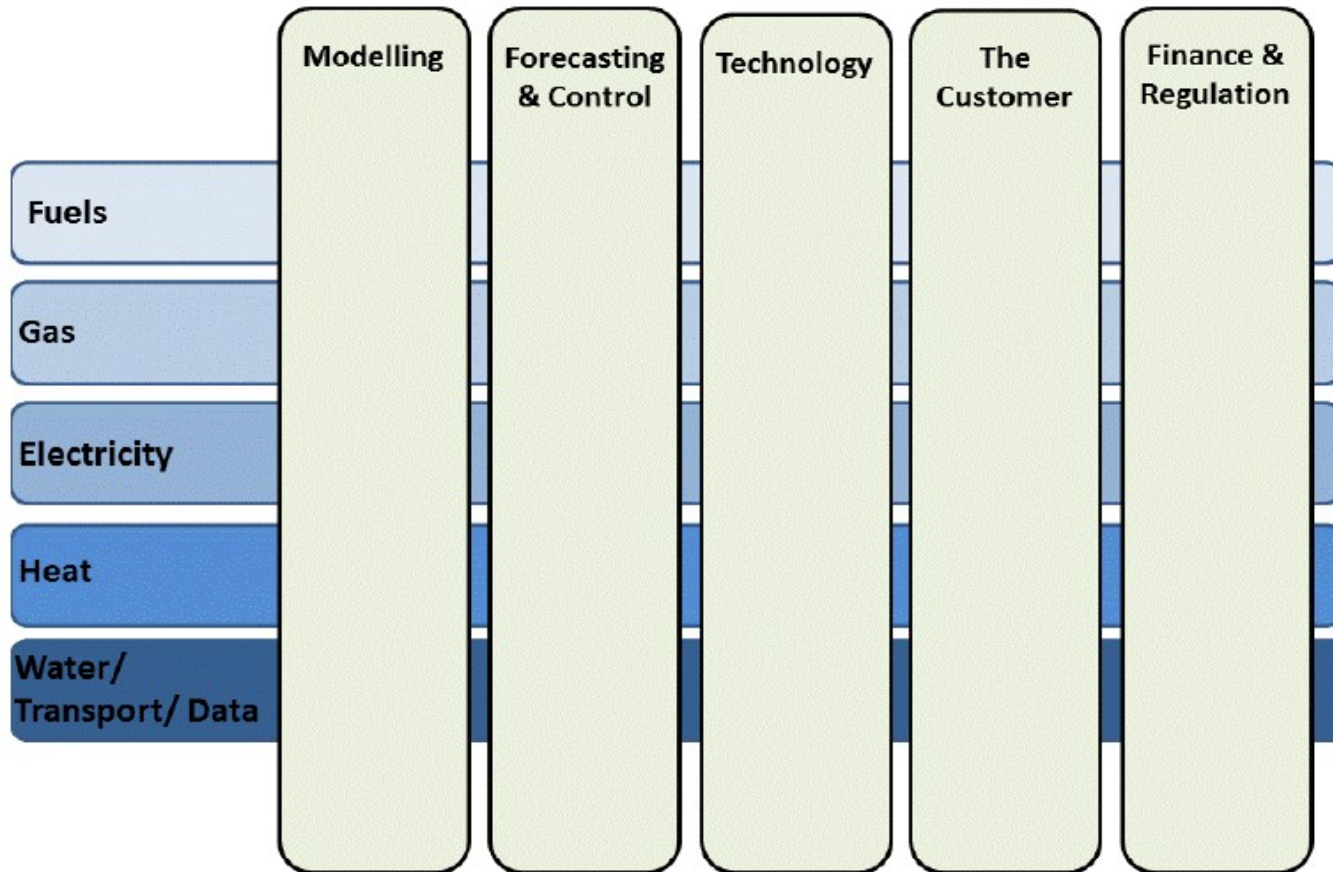 Modelling
Forecasting
& Control
Technology
The
Customer
Finance &
Regulation
Fuels
Gas
Electricity
Heat
Water/
Transport/ Data